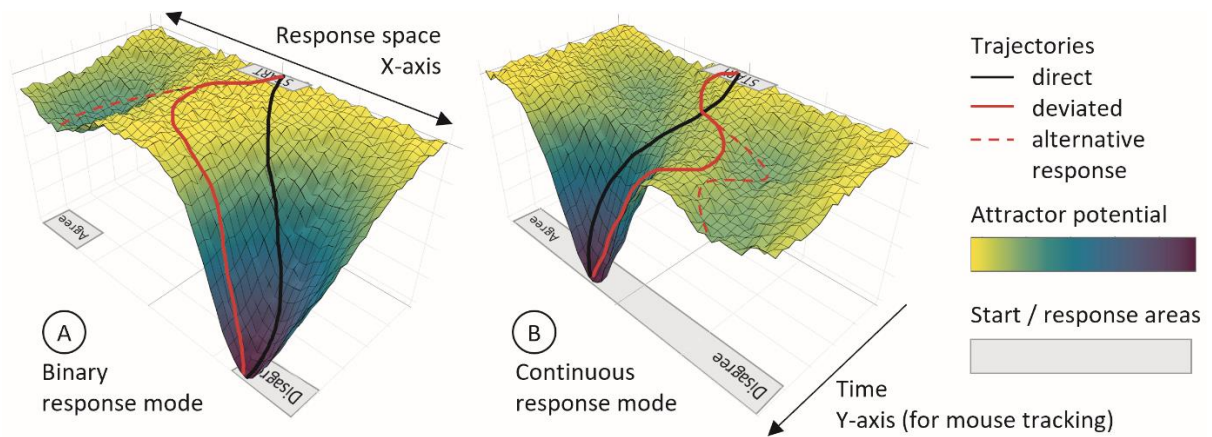 Response space
X-axis
START
Agree
Disagree
A
Binary
response mode
START
Agree
Disagree
B
Continuous
response mode
Time
Y-axis (for mouse tracking)
Trajectories
direct
deviated
alternative
response
Attractor potential
Start / response areas